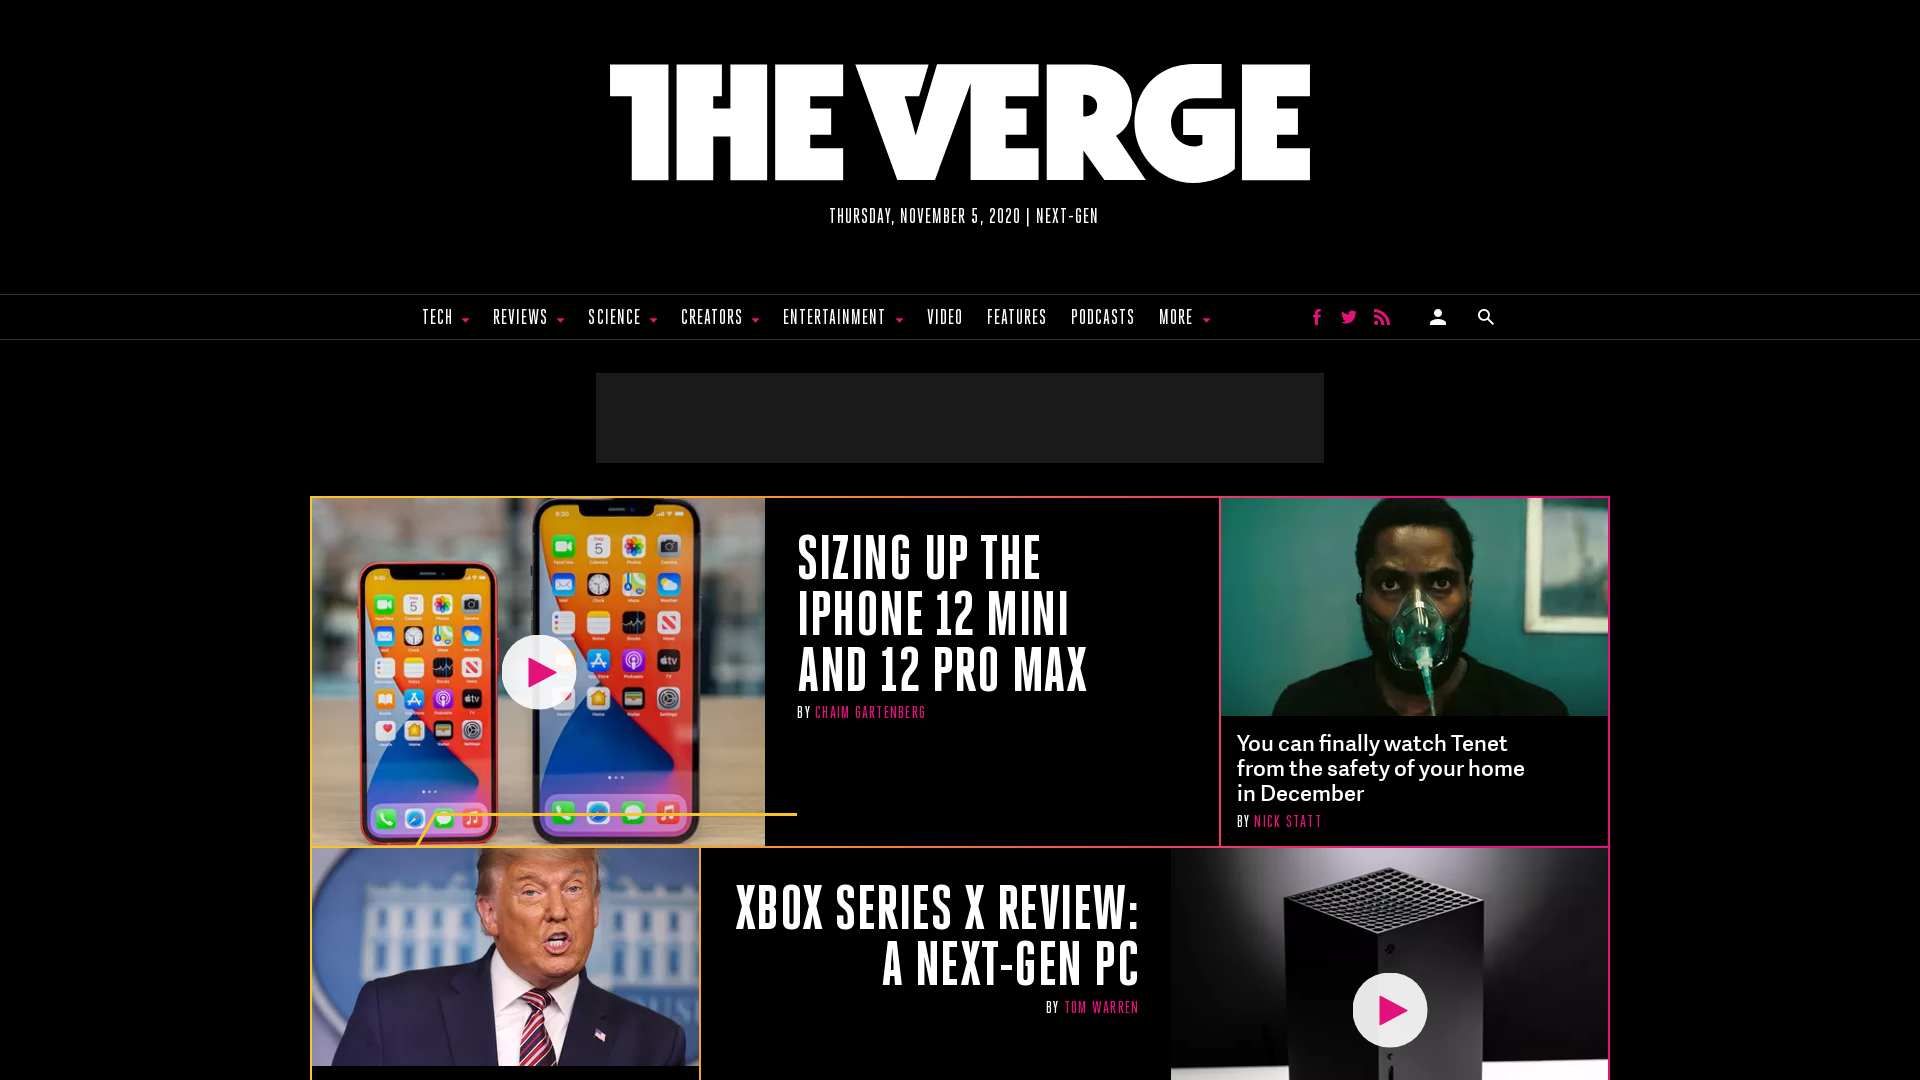 THE VERGE
THURSDAY, NOVEMBER 5, 2020 | NEXT-GEN
TECH REVIEWS SCIENCE CREATORS ENTERTAINMENT VIDEO FEATURES PODCASTS MORE
SIZING UP THE
IPHONE 12 MINI
AND 12 PRO MAX
BY CHAIM GARTENBERG
You can finally watch Tenet
from the safety of your home
in December
BY NICK STATT
XBOX SERIES X REVIEW:
A NEXT-GEN PC
BY TOM WARREN